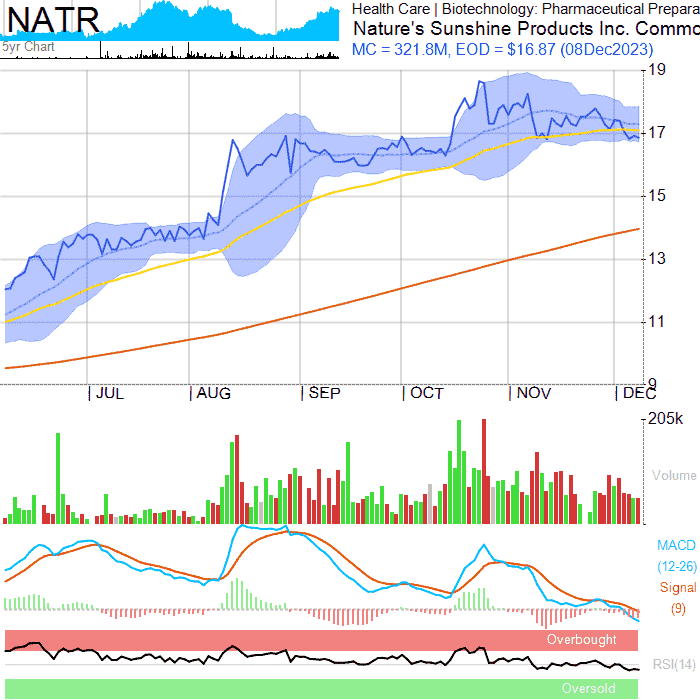 NATR
5yr Chart
Health Care | Biotechnology: Pharmaceutical Prepara
Nature's Sunshine Products Inc. Commo
MC = 321.8M, EOD = $16.87 (08Dec2023)
19
17
15
13
11
9
JUL AUG SEP OCT NOV DEC
205k
Volume
MACD
(12-26)
Signal
(9)
Overbought
RSI(14)
Oversold